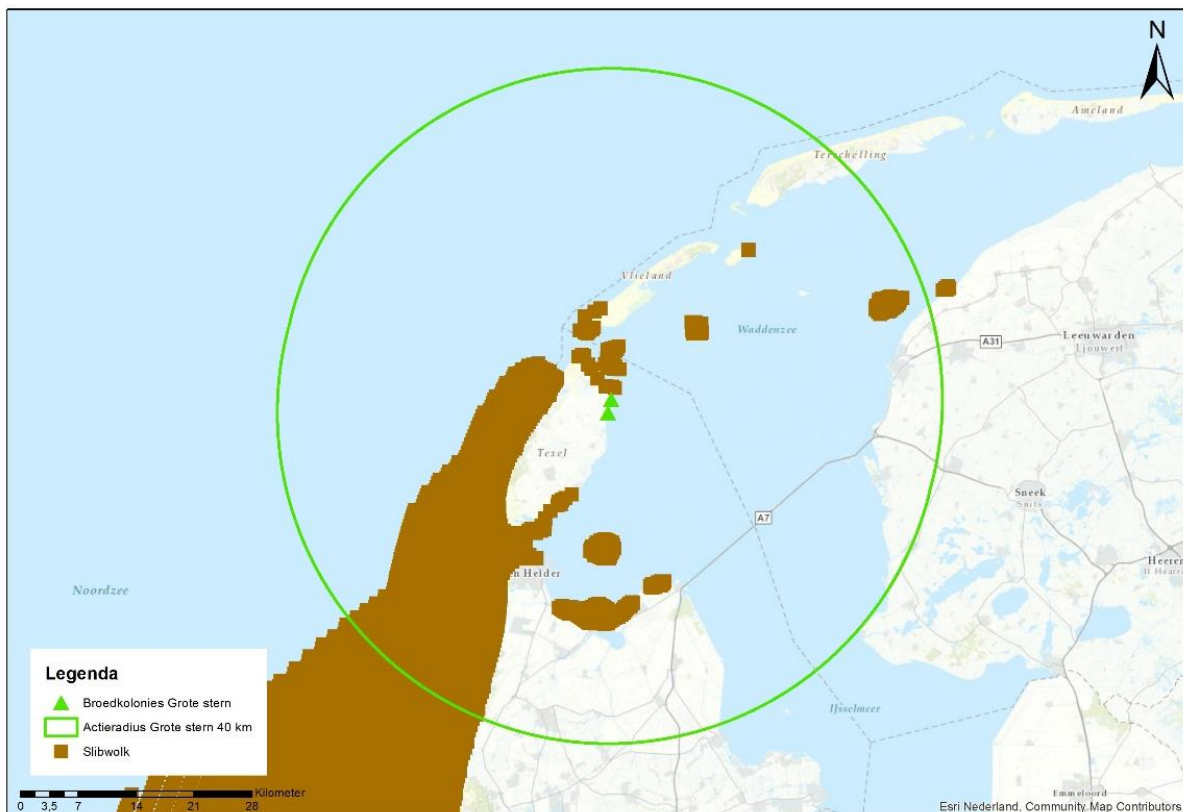 N
Ameland
Terschelling
Vlieland
Waddenzee
Leeuwarden
Ljouwert
A31
Texel
Sneek
Snits
A7
n Helder
Heeren
It Hearra
Noordzee
IJsselmeer
Legenda
Broedkolonies Grote stern
Actieradius Grote stern 40 km
Slibwolk
Kilometer
0 3,5 7 14 21 28
Emmeloord
Esri Nederland, Community Map Contributors